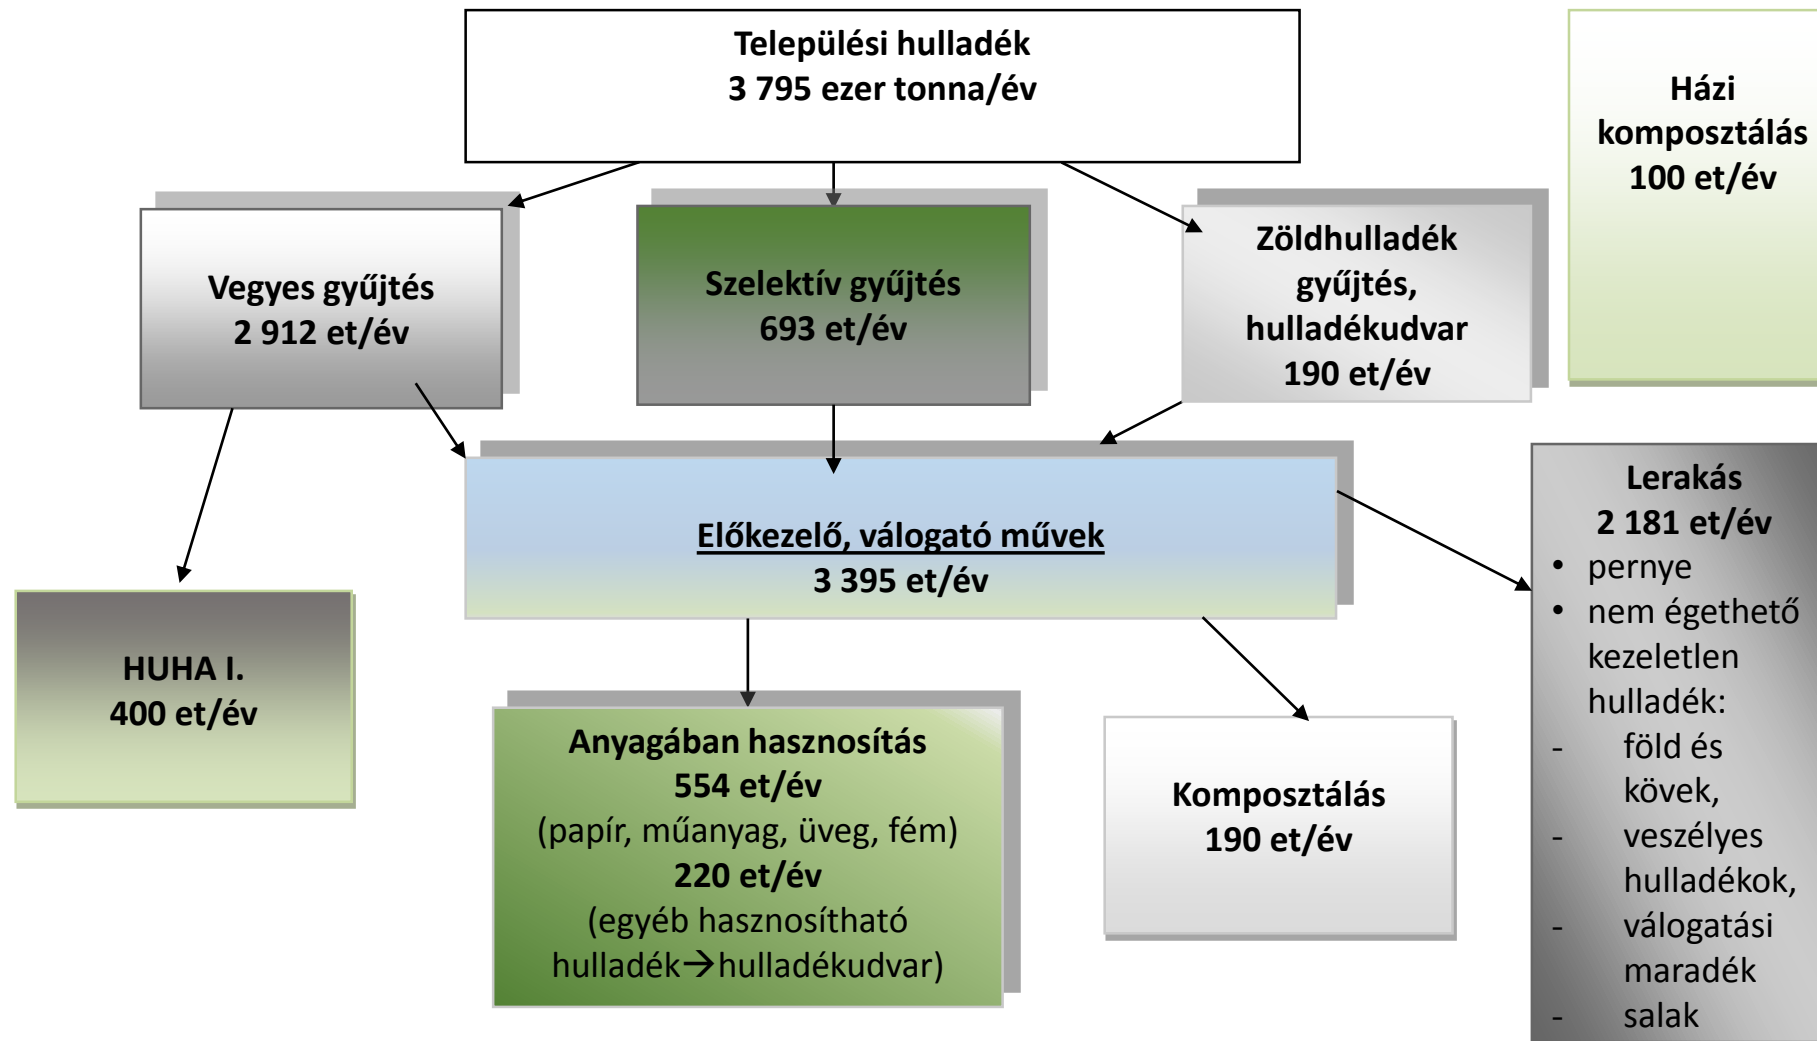 Települési hulladék
3 795 ezer tonna/év
Házi
komposztálás
100 et/év
Vegyes gyűjtés
2 912 et/év
Szelektív gyűjtés
693 et/év
Zöldhulladék
gyűjtés,
hulladékudvar
190 et/év
Előkezelő, válogató művek
3 395 et/év
Lerakás
2 181 et/év
• pernye
• nem égethető
kezeletlen
hulladék:
- föld és
kövek,
- veszélyes
hulladékok,
- válogatási
maradék
- salak
HUHA I.
400 et/év
Anyagában hasznosítás
554 et/év
(papír, műanyag, üveg, fém)
220 et/év
(egyéb hasznosítható
hulladék→hulladékudvar)
Komposztálás
190 et/év